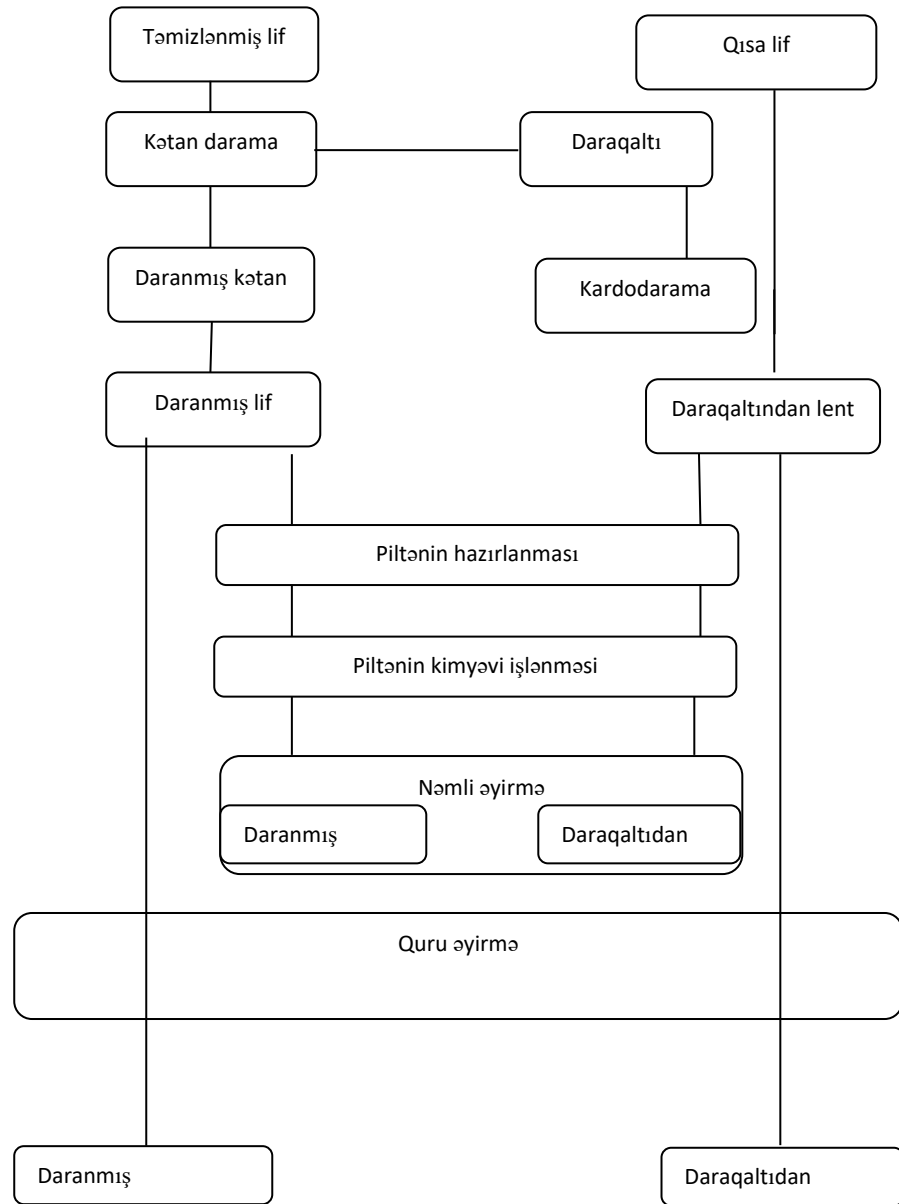 Təmizlənmiş lif
Qısa lif
Kətan darama
Daraqaltı
Daranmış kətan
Kardodarama
Daranmış lif
Daraqaltından lent
Piltənin hazırlanması
Piltənin kimyəvi işlənməsi
Nəmli əyirmə
Daranmış
Daraqaltıdan
Quru əyirmə
Daranmış
Daraqaltıdan